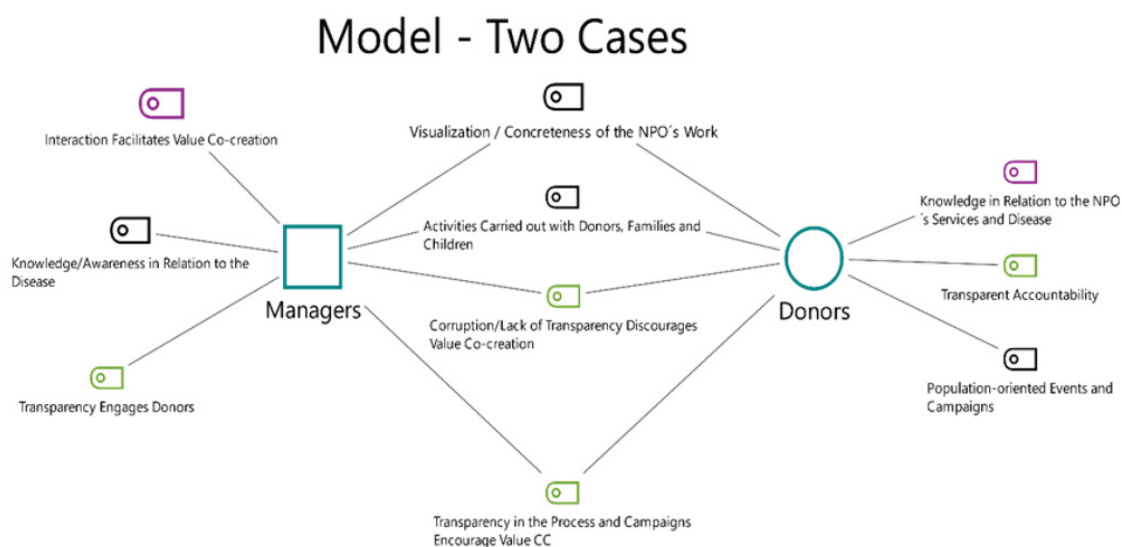 Model - Two Cases
Interaction Facilitates Value Co-creation
Visualization / Concreteness of the NPO´s Work
Knowledge in Relation to the NPO
´s Services and Disease
Activities Carried out with Donors, Families and
Children
Knowledge/Awareness in Relation to the
Disease
Managers
Donors
Transparent Accountability
Corruption/Lack of Transparency Discourages
Value Co-creation
Transparency Engages Donors
Population-oriented Events and
Campaigns
Transparency in the Process and Campaigns
Encourage Value CC